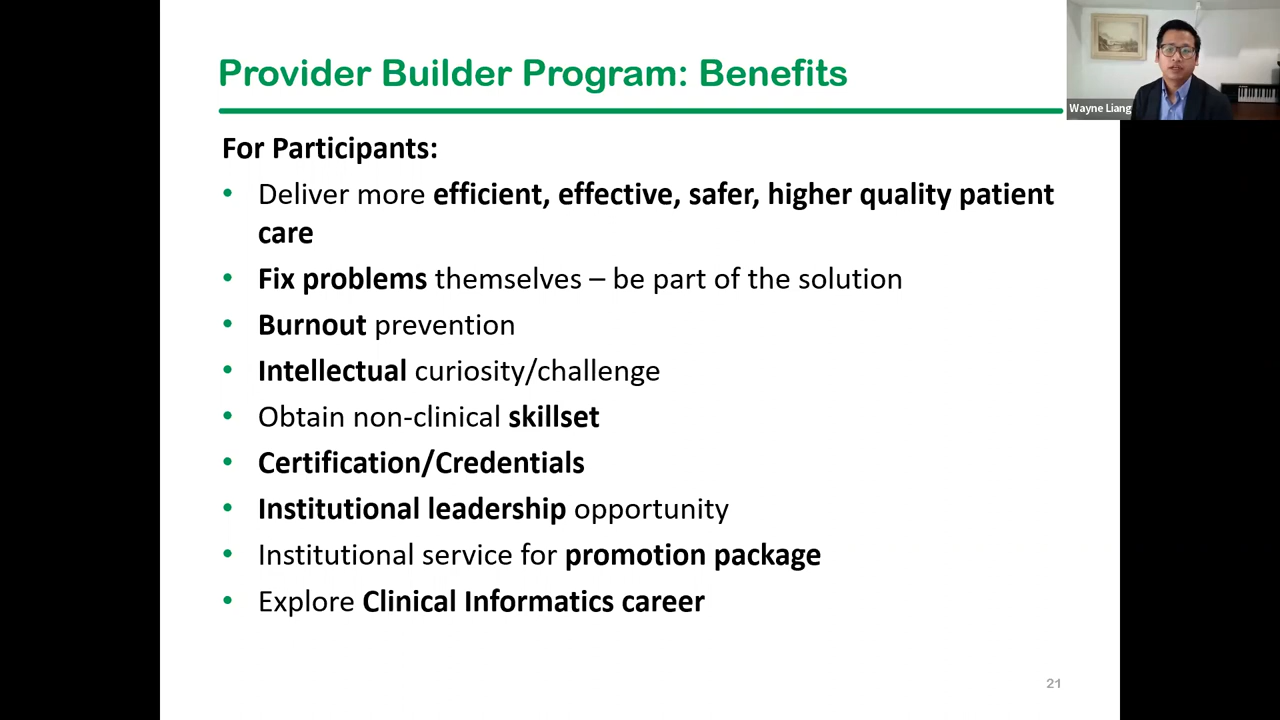 Provider Builder Program: Benefits
Wayne Liang
For Participants:
• Deliver more efficient, effective, safer, higher quality patient
care
• Fix problems themselves – be part of the solution
• Burnout prevention
• Intellectual curiosity/challenge
• Obtain non-clinical skillset
• Certification/Credentials
• Institutional leadership opportunity
• Institutional service for promotion package
• Explore Clinical Informatics career
21